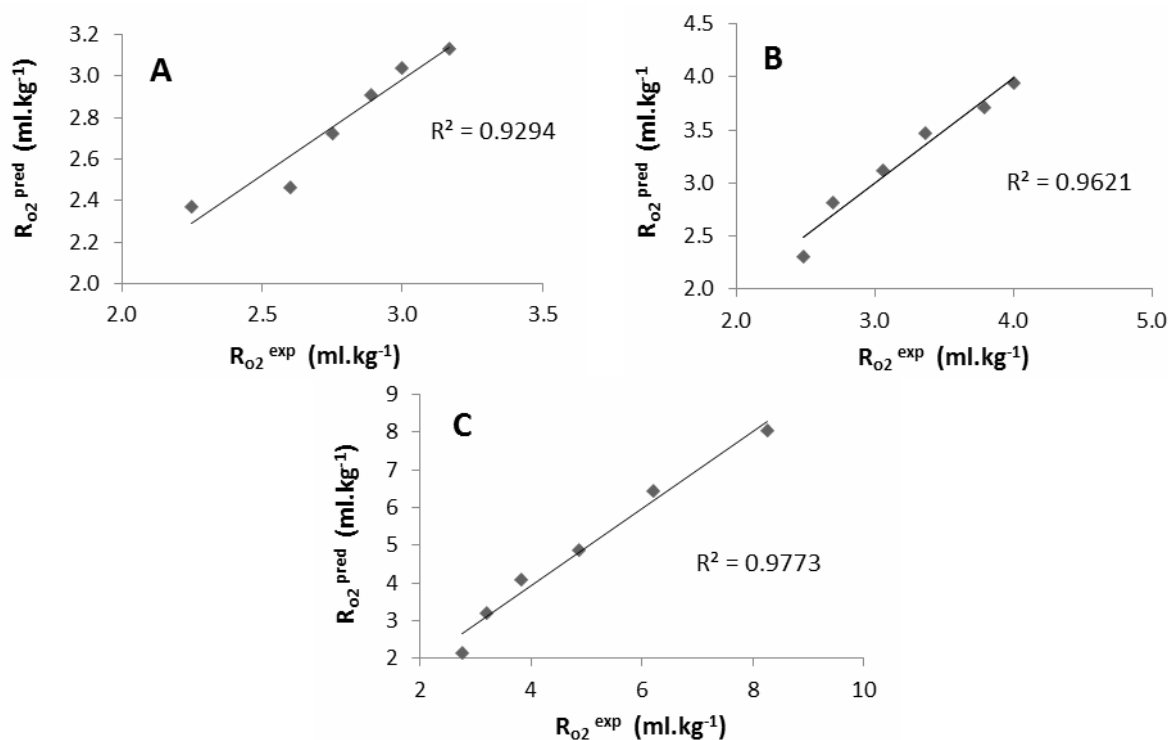 A
3.2
3.0
2.8
2.6
2.4
2.2
2.0
R² = 0.9294
2.0 2.5 3.0 3.5
Ro2 pred (ml.kg-1)
Ro2 exp (ml.kg-1)
B
4.5
4.0
3.5
3.0
2.5
2.0
R² = 0.9621
2.0 3.0 4.0 5.0
Ro2 pred (ml.kg-1
Ro2 exp (ml.kg-1)
C
9
8
7
6
5
4
3
2
R² = 0.9773
2 4 6 8 10
Ro2 pred (ml.kg-1)
Ro2 exp (ml.kg-1)